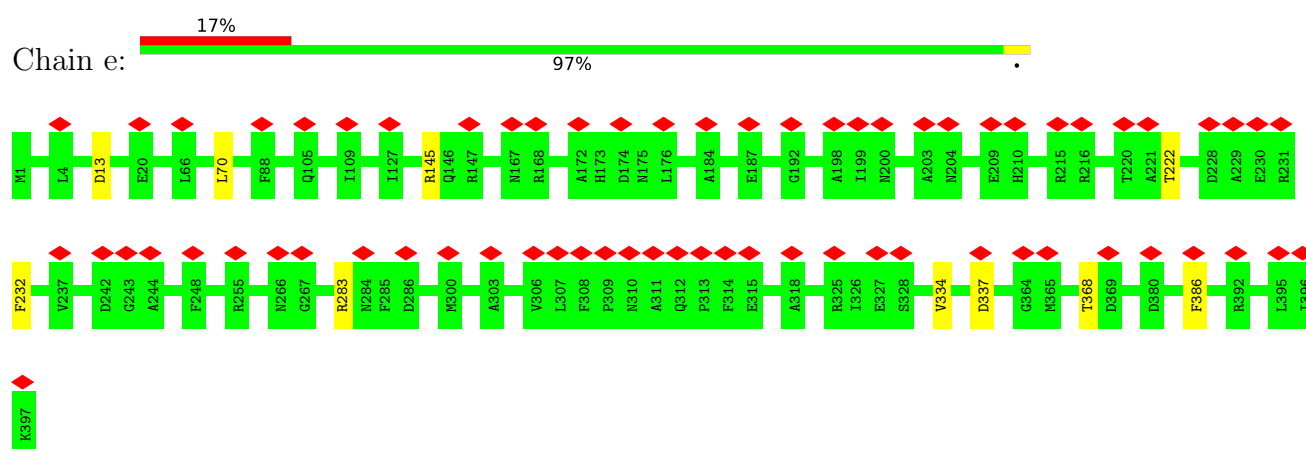 17%
Chain e:
97%
•
M1 L4 D13 E20 L66 L70 F88 Q105 I109 I127 R145 Q146 R147 N167 R168 A172 H173 D174 N175 L176 A184 E187 G192 A198 I199 N200 A203 N204 E209 H210 R215 R216 T220 A221 T222 D228 A229 E230 R231
F232 V237 D242 G243 A244 F248 R255 N266 G267 R283 N284 F285 D286 M300 A303 V306 L307 F308 P309 N310 A311 Q312 P313 F314 E315 A318 R325 I326 E327 S328 V334 D337 G364 M365 T368 D369 D380 F386 R392 L395 I396
K397